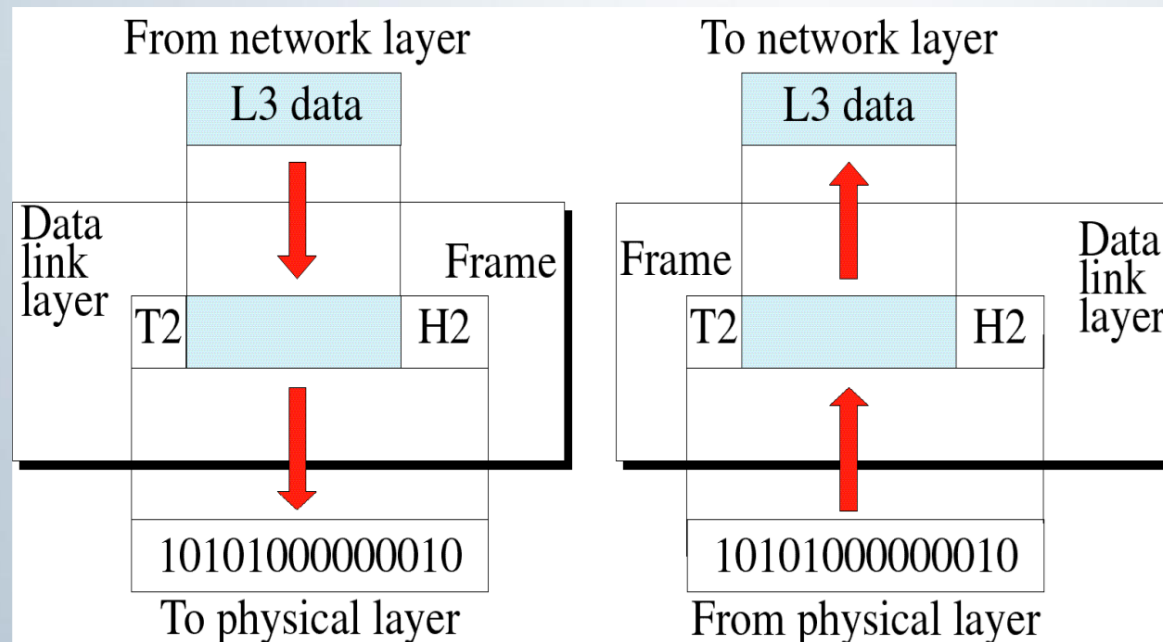 From network layer
L3 data
Data
link
layer
Frame
T2
H2
10101000000010
To physical layer
To network layer
L3 data
Frame
Data
link
layer
T2
H2
10101000000010
From physical layer